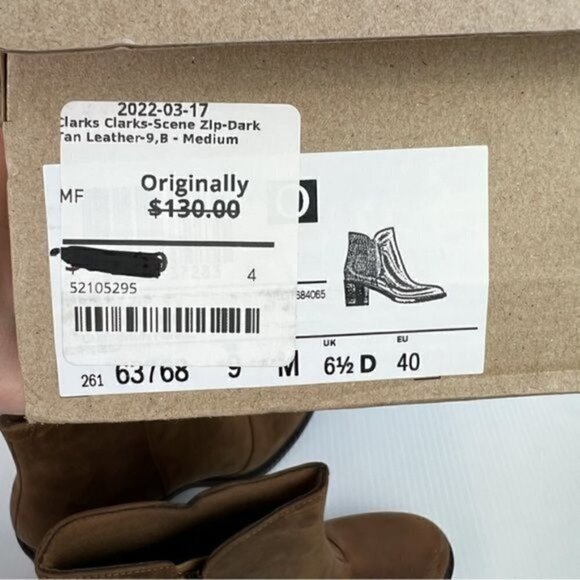 2022-03-17
Clarks Clarks-Scene Zip-Dark
Tan Leather-9,B - Medium
MF
Originally
$130.00
52105295
4
684065
UK
EU
261 63768 9 M 6½ D 40